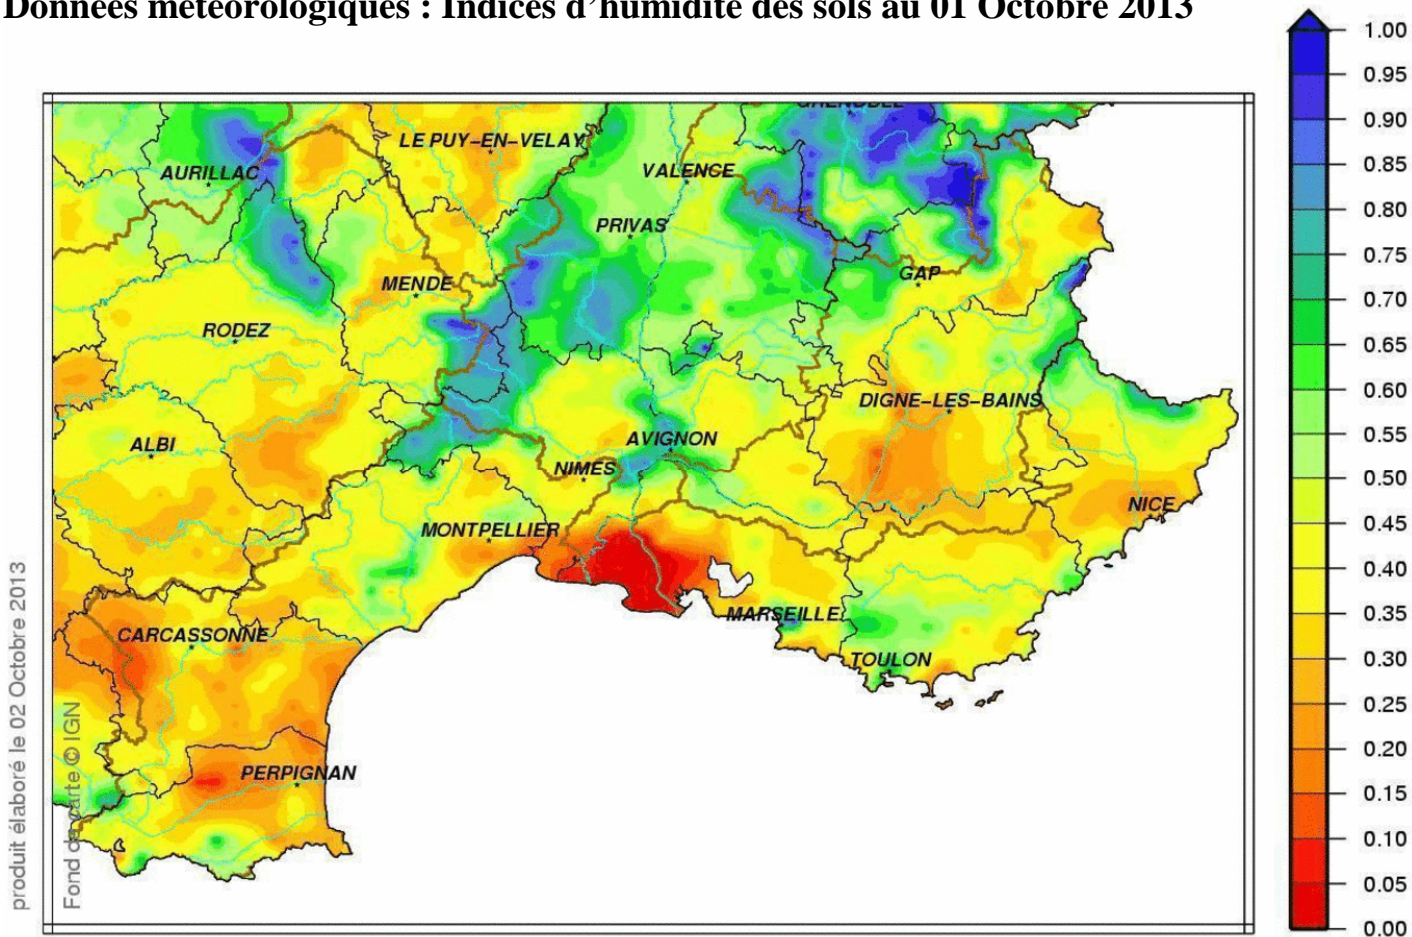 Données météorologiques : Indices d’humidité des sols au 01 Octobre 2013
1.00
0.95
0.90
0.85
0.80
0.75
0.70
0.65
0.60
0.55
0.50
0.45
0.40
0.35
0.30
0.25
0.20
0.15
0.10
0.05
0.00
GRENOBLE
LE PUY-EN-VELAY
AURILLAC
VALENCE
PRIVAS
GAP
MENDE
RODEZ
DIGNE-LES-BAINS
ALBI
AVIGNON
NIMES
NICE
MONTPELLIER
MARSEILLE
CARCASSONNE
TOULON
PERPIGNAN
produit élaboré le 02 Octobre 2013
Fond de carte © IGN